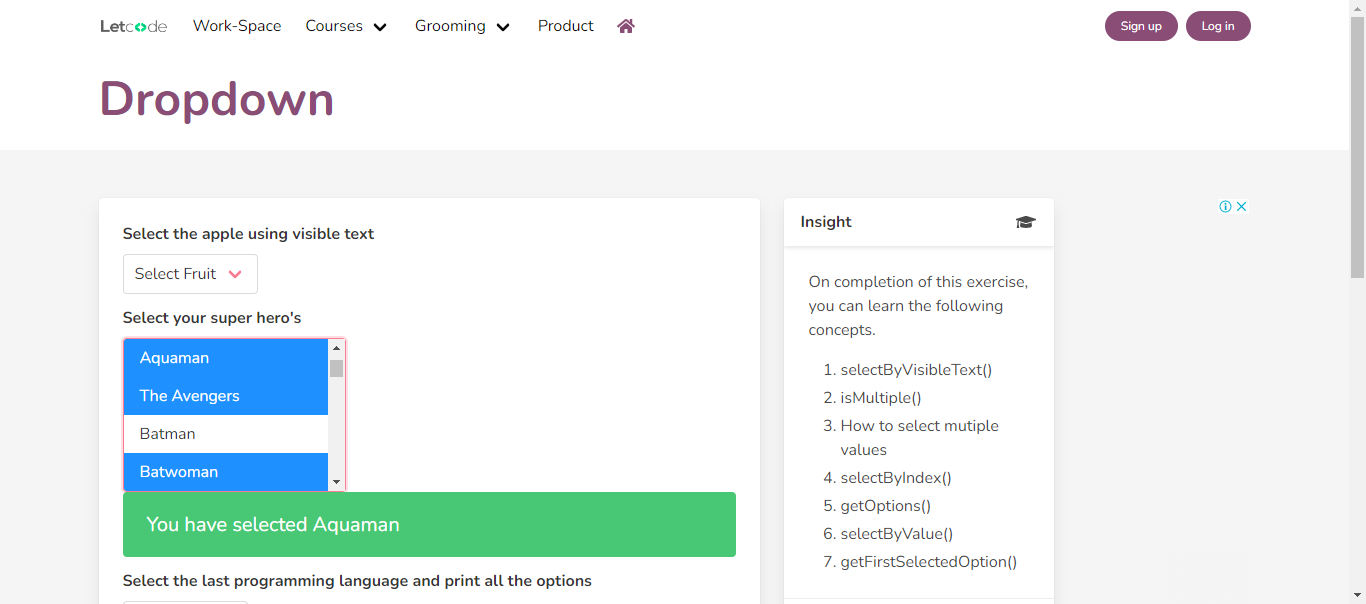 Letcode Work-Space Courses Grooming Product Sign up Log in
Dropdown
Select the apple using visible text
Select Fruit
Select your super hero's
Aquaman
The Avengers
Batman
Batwoman
You have selected Aquaman
Select the last programming language and print all the options
Insight
On completion of this exercise,
you can learn the following
concepts.
1. selectByVisibleText()
2. isMultiple()
3. How to select mutiple
values
4. selectByIndex()
5. getOptions()
6. selectByValue()
7. getFirstSelectedOption()